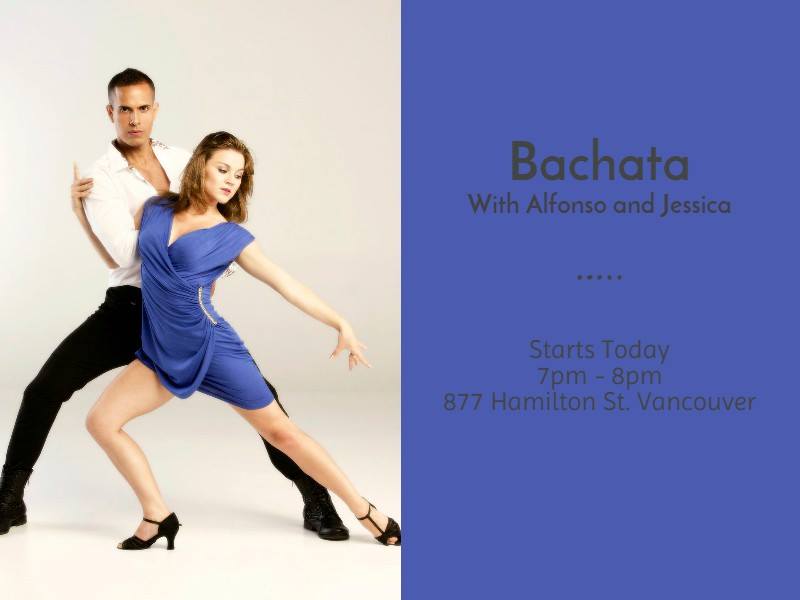 Bachata
With Alfonso and Jessica
.....
Starts Today
7pm - 8pm
877 Hamilton St. Vancouver